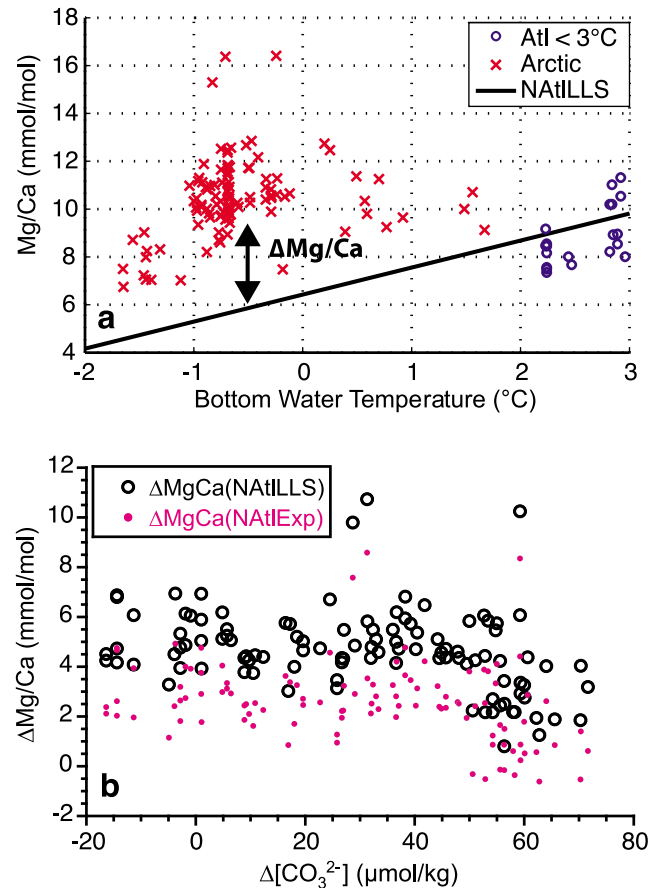 18
16
14
12
10
8
6
4
Mg/Ca (mmol/mol)
Atl < 3°C
Arctic
NAtlLLS
ΔMg/Ca
a
-2 -1 0 1 2 3
Bottom Water Temperature (°C)
12
10
8
6
4
2
0
-2
ΔMg/Ca (mmol/mol)
ΔMgCa(NAtlLLS)
ΔMgCa(NAtlExp)
b
-20 0 20 40 60 80
Δ[CO₃²⁻] (µmol/kg)